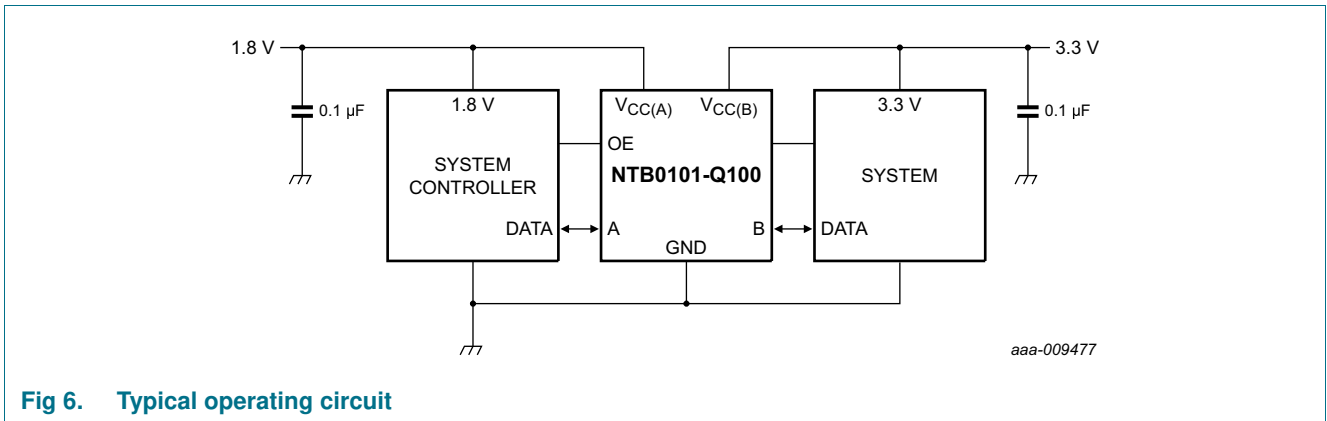 1.8 V
3.3 V
0.1 µF
1.8 V
VCC(A)
VCC(B)
3.3 V
0.1 µF
OE
SYSTEM
CONTROLLER
NTB0101-Q100
SYSTEM
DATA
A
B
DATA
GND
aaa-009477
Fig 6. Typical operating circuit